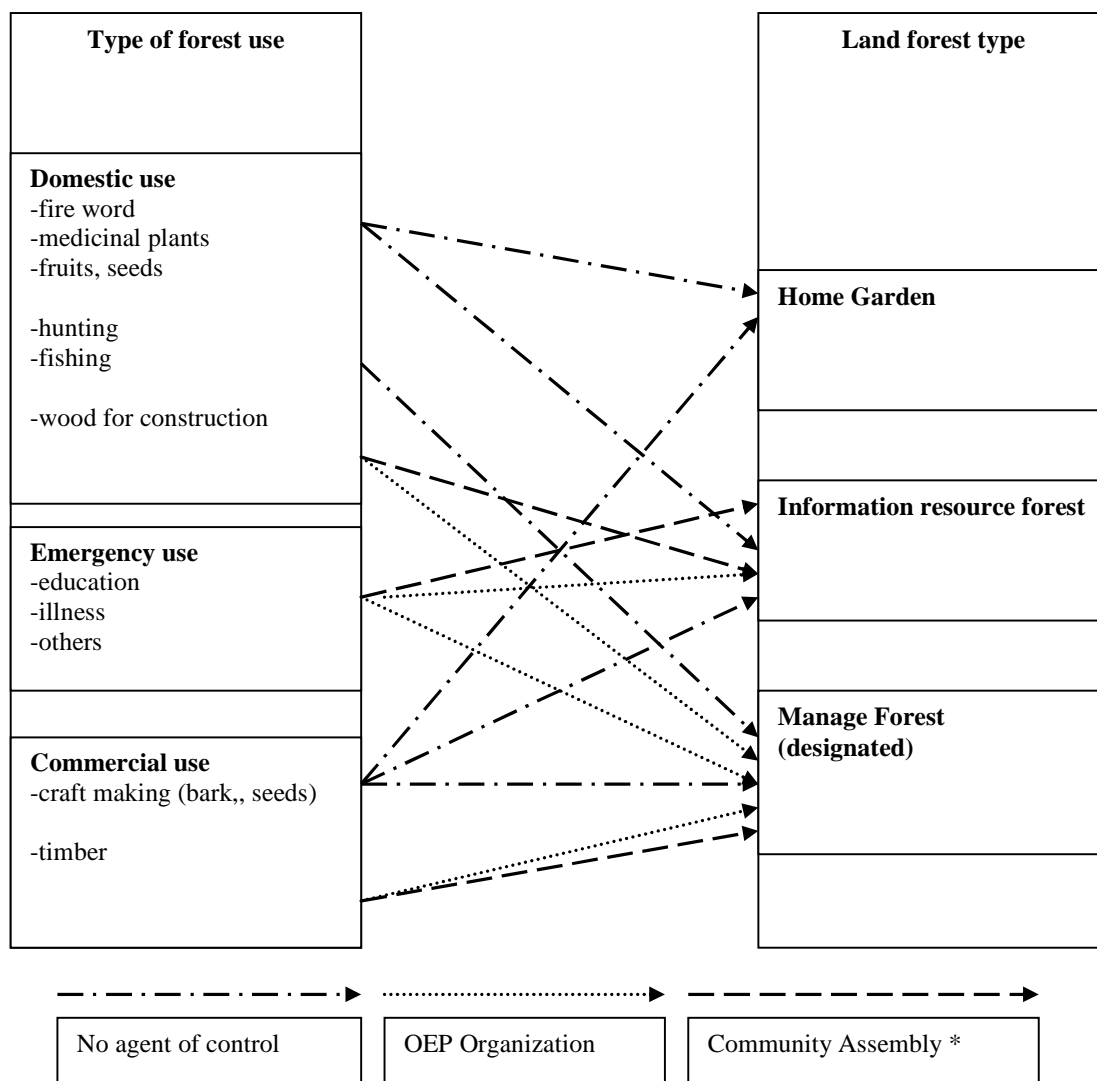 Type of forest use
Domestic use
-fire word
-medicinal plants
-fruits, seeds
-hunting
-fishing
-wood for construction
Emergency use
-education
-illness
-others
Commercial use
-craft making (bark,, seeds)
-timber
Land forest type
Home Garden
Information resource forest
Manage Forest
(designated)
No agent of control
OEP Organization
Community Assembly *